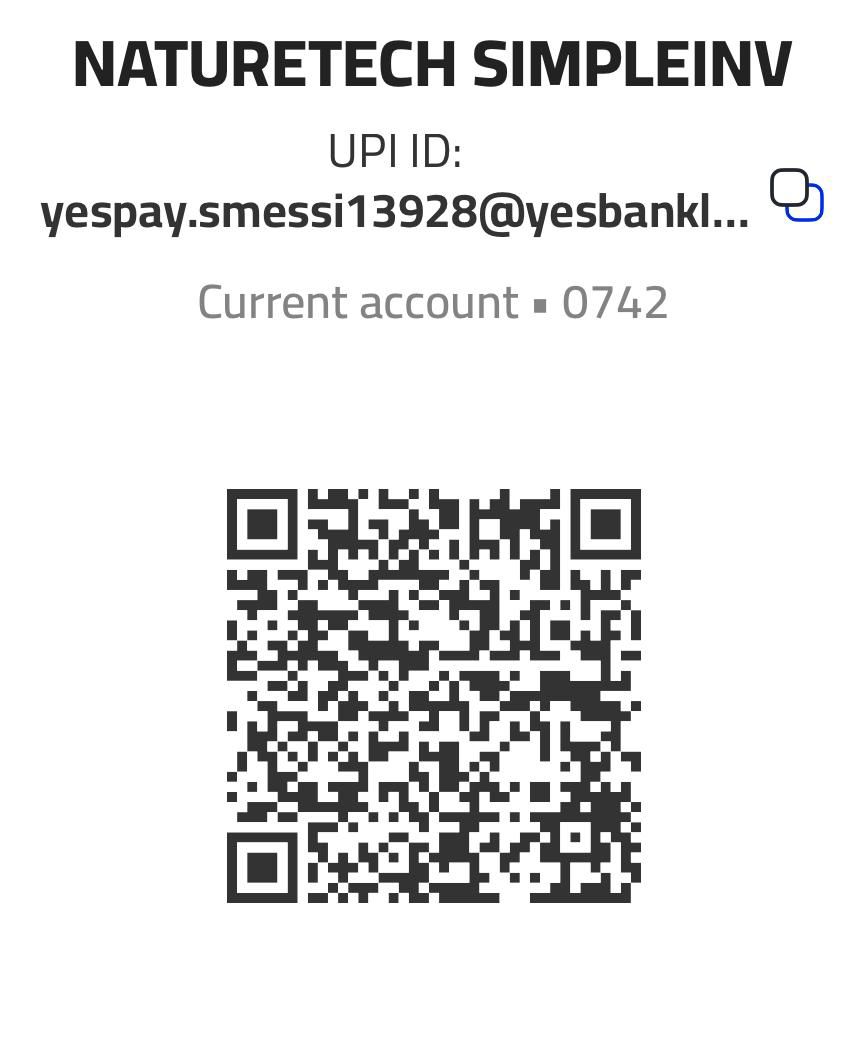 NATURETECH SIMPLEINV
UPI ID:
yespay.smessi13928@yesbankl...
Current account ▪ 0742